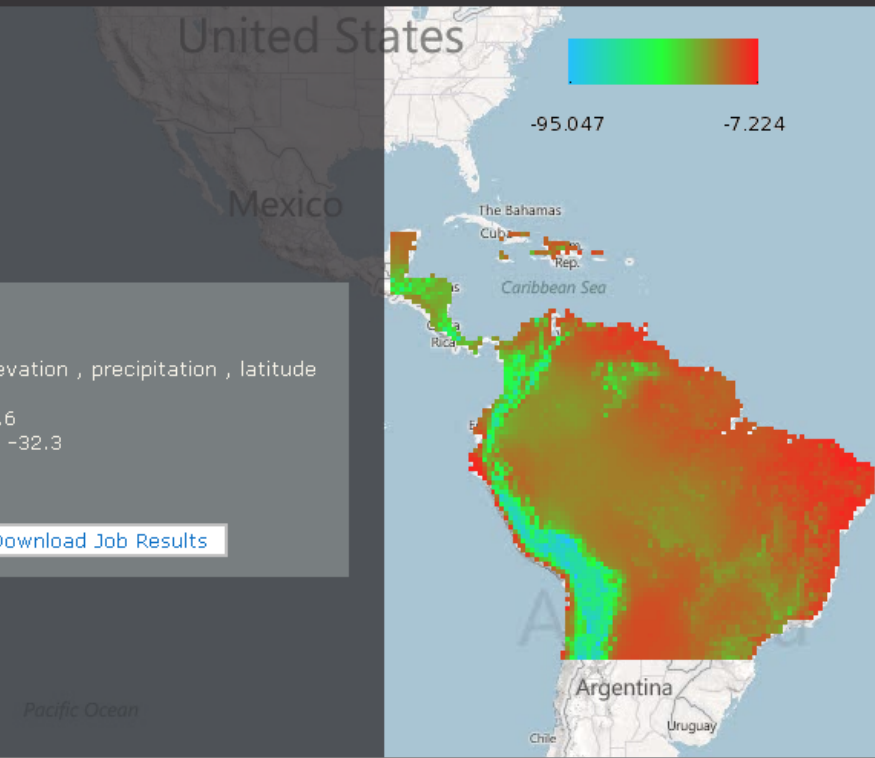 United States
-95.047
-7.224
Mexico
The Bahamas
Cuba
Rep.
Caribbean Sea
Rica
evation , precipitation , latitude
.6
-32.3
Download Job Results
Argentina
Pacific Ocean
Uruguay
Chile